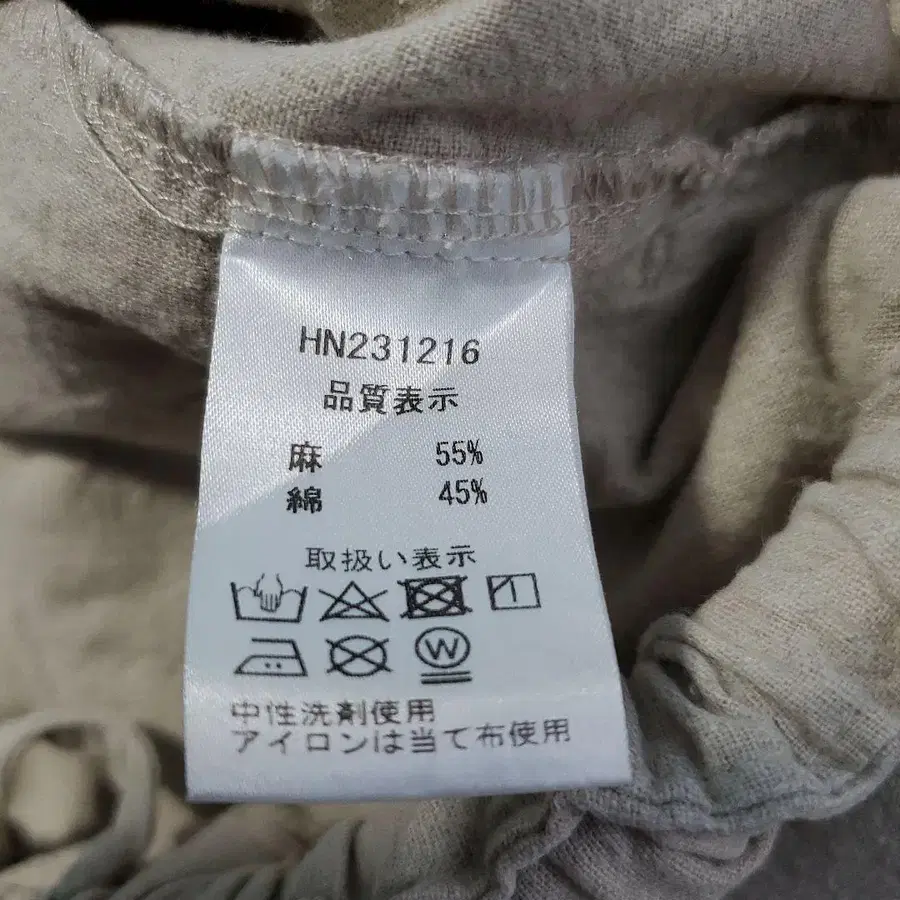 HN231216
品質表示
麻 55%
綿 45%
取扱い表示
W
中性洗剤使用
アイロンは当て布使用